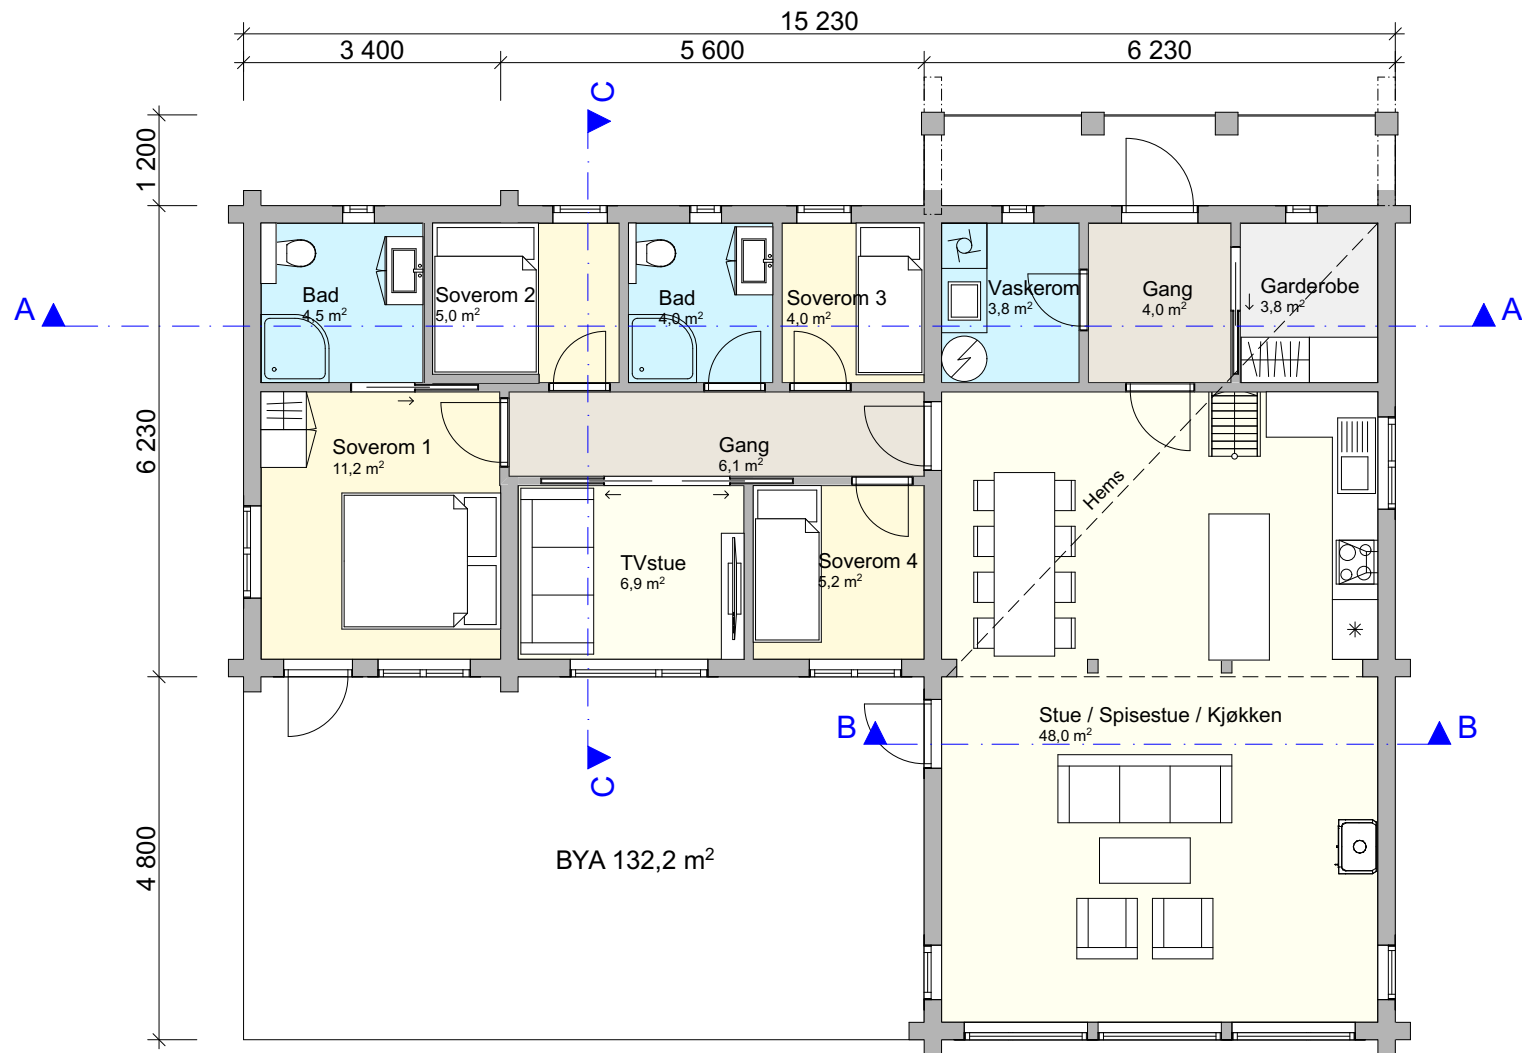 15 230
3 400
5 600
6 230
C
1 200
A
A
Bad
4,5 m²
Soverom 2
5,0 m²
Bad
4,0 m²
Soverom 3
4,0 m²
Vaskerom
3,8 m²
Gang
4,0 m²
Garderobe
3,8 m²
6 230
Soverom 1
11,2 m²
Gang
6,1 m²
Hems
TVstue
6,9 m²
Soverom 4
5,2 m²
B
B
Stue / Spisestue / Kjøkken
48,0 m²
C
4 800
BYA 132,2 m²